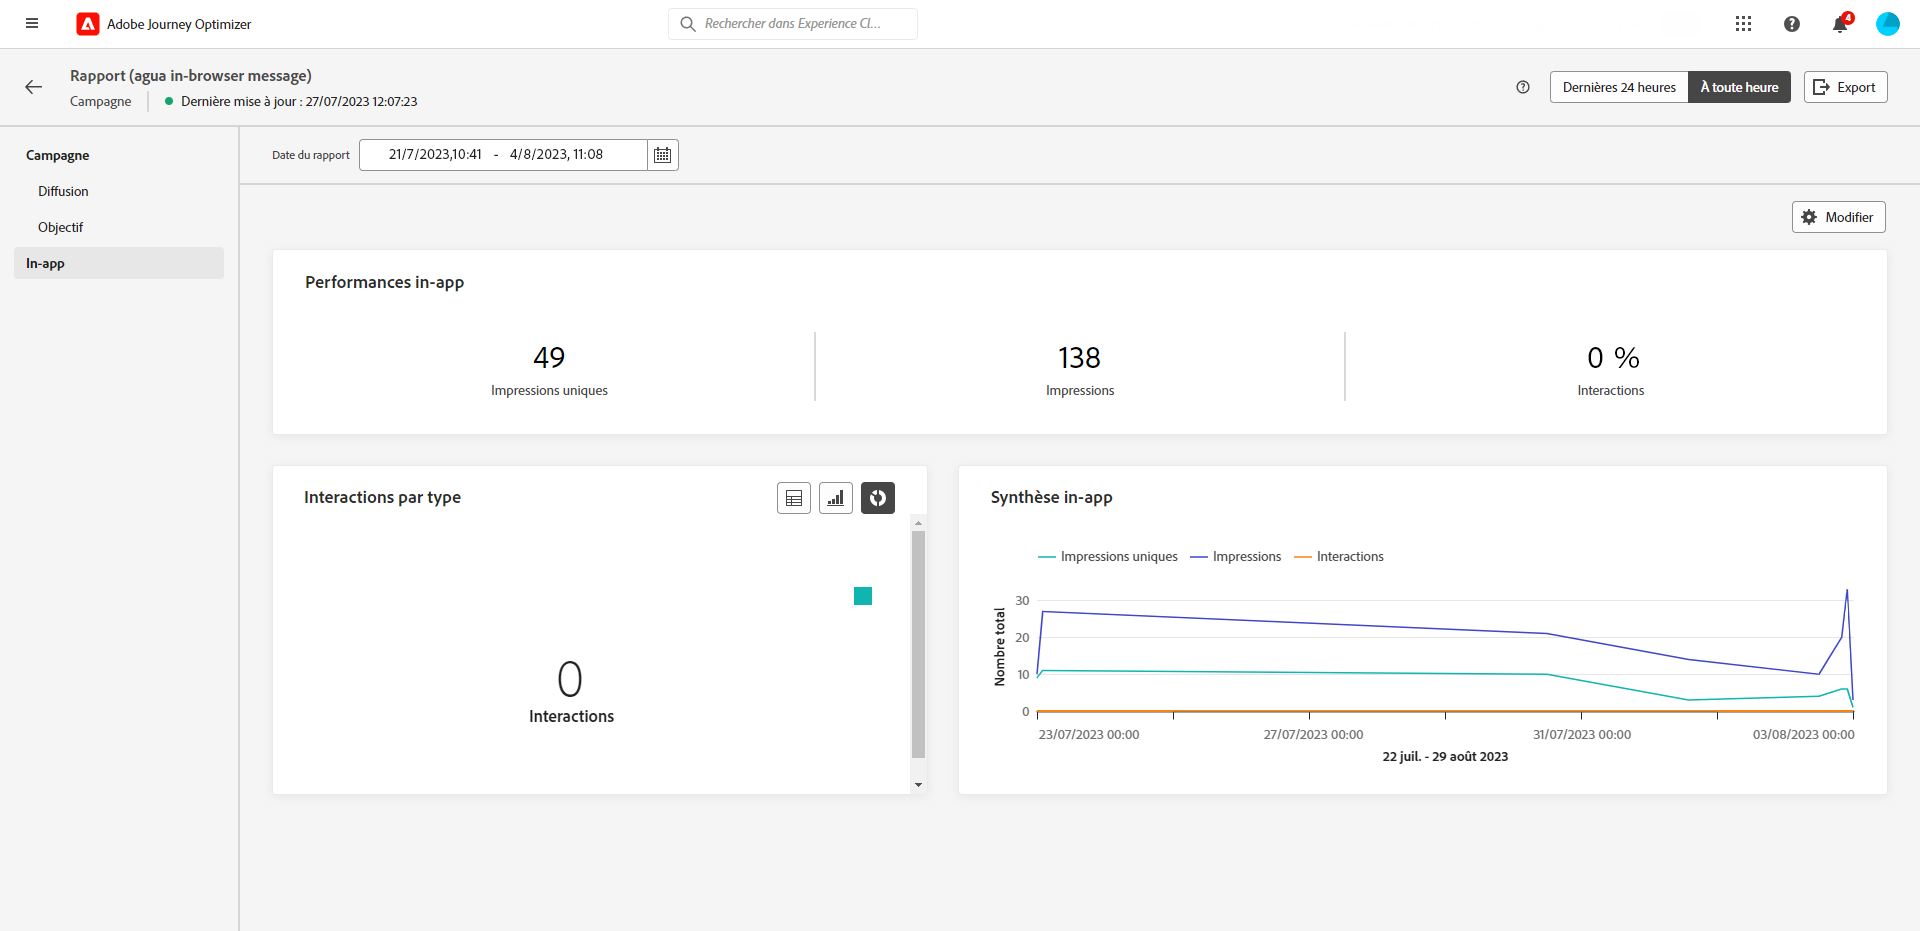 Adobe Journey Optimizer
Rechercher dans Experience Cl...
4
Rapport (agua in-browser message)
Campagne
Dernière mise à jour : 27/07/2023 12:07:23
Dernières 24 heures
À toute heure
Export
Campagne
Diffusion
Objectif
In-app
Date du rapport
21/7/2023,10:41 - 4/8/2023, 11:08
Modifier
Performances in-app
49
Impressions uniques
138
Impressions
0 %
Interactions
Interactions par type
0
Interactions
Synthèse in-app
Impressions uniques
Impressions
Interactions
Nombre total
30
20
10
0
23/07/2023 00:00
27/07/2023 00:00
31/07/2023 00:00
03/08/2023 00:00
22 juil. - 29 août 2023